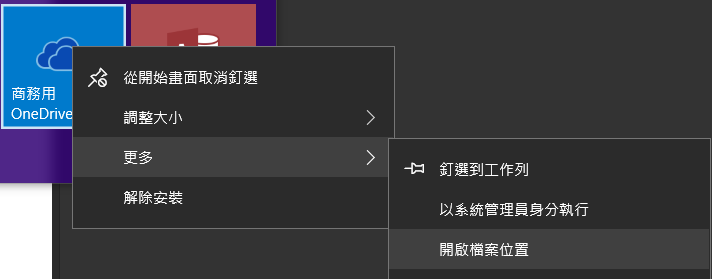 商務用
OneDrive
從開始畫面取消釘選
調整大小
更多
解除安裝
釘選到工作列
以系統管理員身分執行
開啟檔案位置